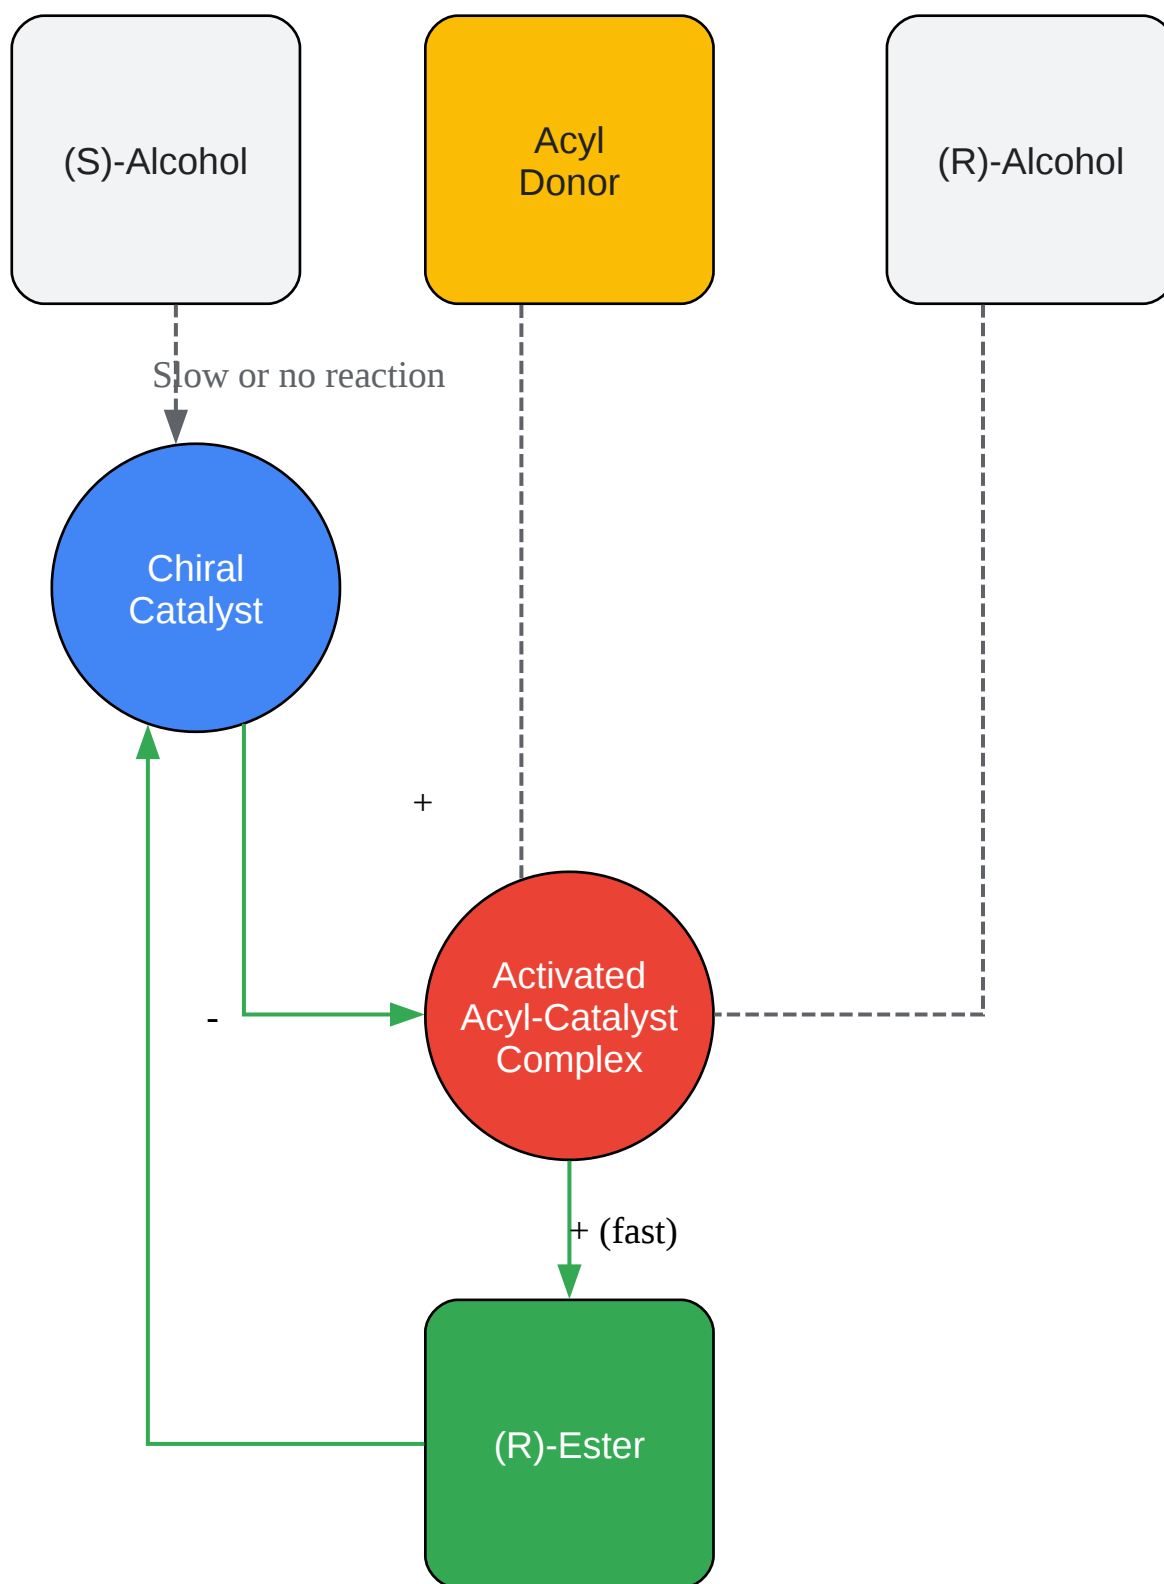 (S)-Alcohol
Acyl
Donor
(R)-Alcohol
Slow or no reaction
Chiral
Catalyst
+
Activated
Acyl-Catalyst
Complex
-
+ (fast)
(R)-Ester